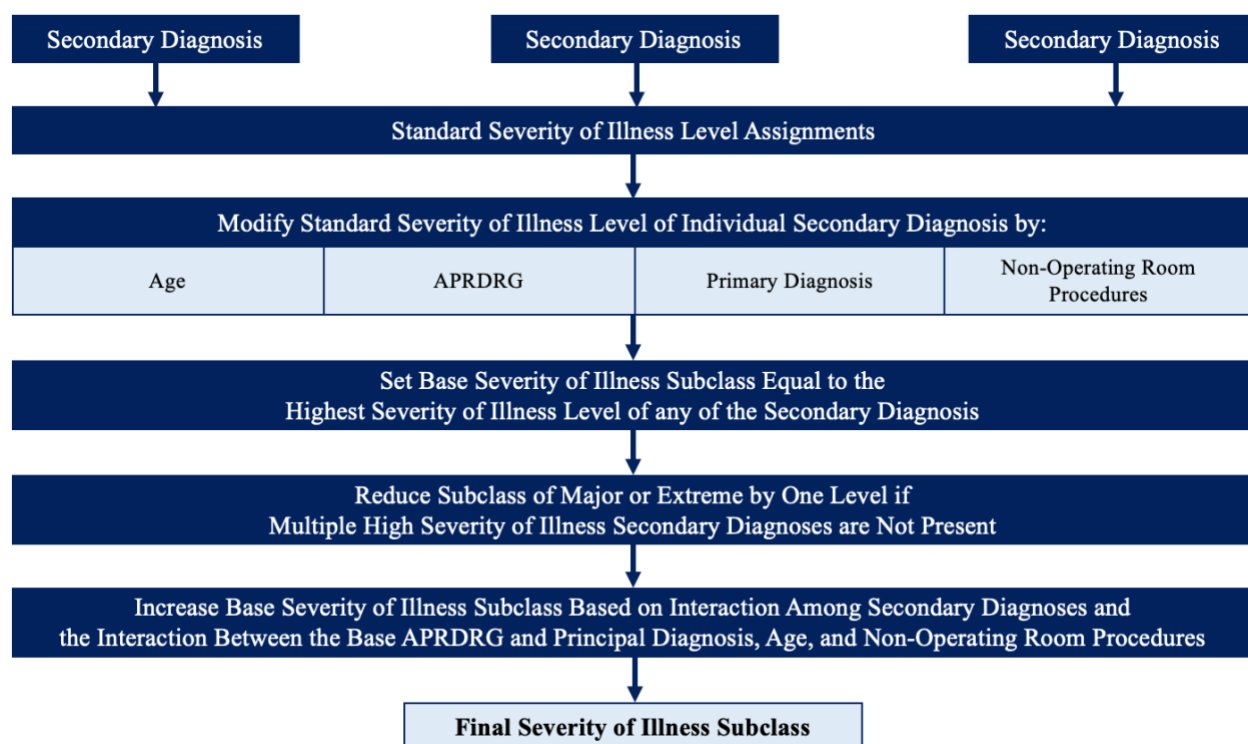 Secondary Diagnosis
Secondary Diagnosis
Secondary Diagnosis
Standard Severity of Illness Level Assignments
Modify Standard Severity of Illness Level of Individual Secondary Diagnosis by:
Age
APRDRG
Primary Diagnosis
Non-Operating Room
Procedures
Set Base Severity of Illness Subclass Equal to the
Highest Severity of Illness Level of any of the Secondary Diagnosis
Reduce Subclass of Major or Extreme by One Level if
Multiple High Severity of Illness Secondary Diagnoses are Not Present
Increase Base Severity of Illness Subclass Based on Interaction Among Secondary Diagnoses and
the Interaction Between the Base APRDRG and Principal Diagnosis, Age, and Non-Operating Room Procedures
Final Severity of Illness Subclass